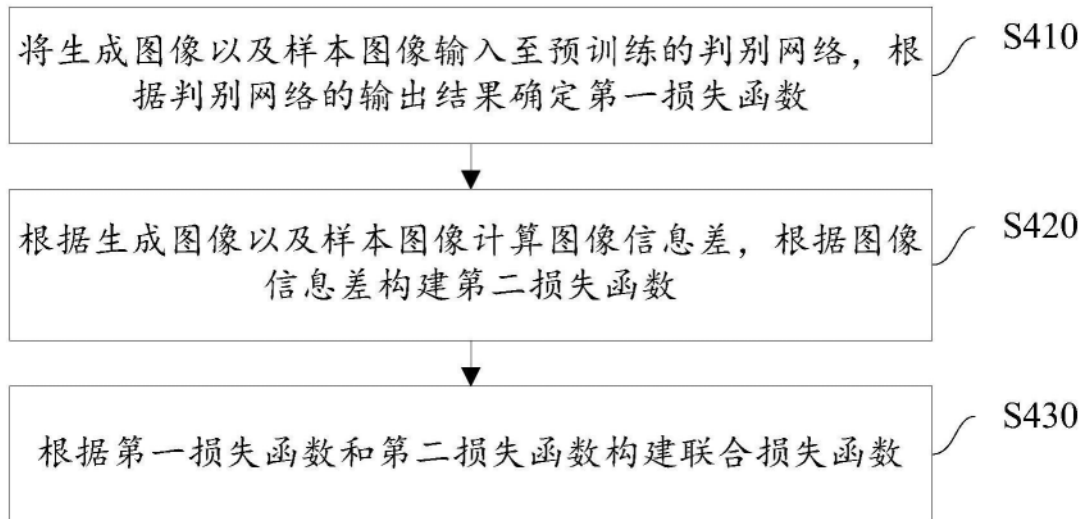 将生成图像以及样本图像输入至预训练的判别网络，根
据判别网络的输出结果确定第一损失函数
S410
根据生成图像以及样本图像计算图像信息差，根据图像
信息差构建第二损失函数
S420
根据第一损失函数和第二损失函数构建联合损失函数
S430